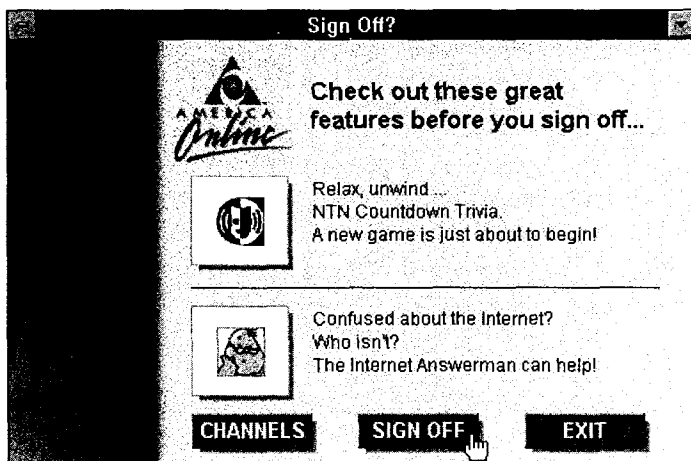 Sign Off?
AMERICA
Online
Check out these great
features before you sign off...
Relax, unwind ...
NTN Countdown Trivia.
A new game is just about to begin!
Confused about the Internet?
Who isn't?
The Internet Answerman can help!
CHANNELS
SIGN OFF
EXIT